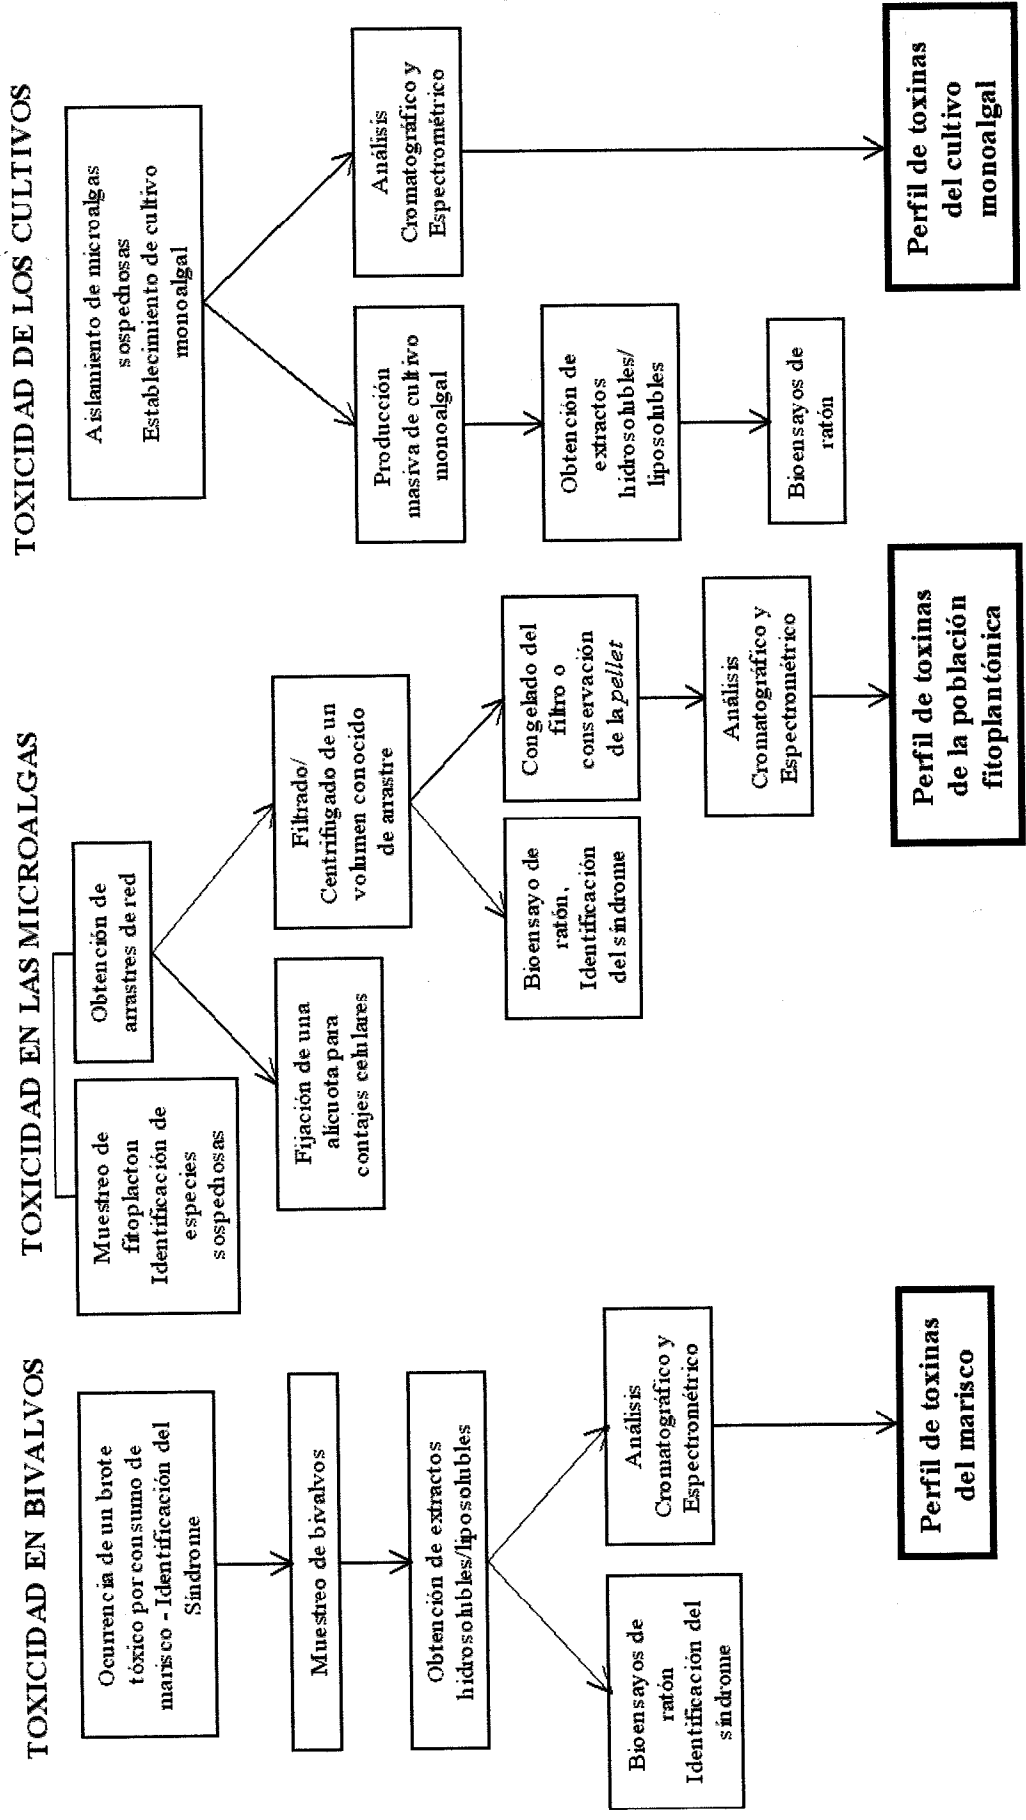 TOXICIDAD EN BIVALVOS
Ocurrencia de un brote
tóxico por consumo de
marisco - Identificación del
Síndrome
Muestreo de bivalvos
Obtención de extractos
hidrosolubles/liposolubles
Bioensayos de
ratón
Identificación del
síndrome
Análisis
Cromatográfico y
Espectrométrico
Perfil de toxinas
del marisco
TOXICIDAD EN LAS MICROALGAS
Muestreo de
fitoplacton
Identificación de
especies
sospechosas
Obtención de
arrastres de red
Fijación de una
alícuota para
contajes celulares
Filtrado/
Centrifugado de un
volumen conocido
de arrastre
Bioensayo de
ratón,
Identificación
del síndrome
Congelado del
filtro o
conservación
de la pellet
Análisis
Cromatográfico y
Espectrométrico
Perfil de toxinas
de la población
fitoplantónica
TOXICIDAD DE LOS CULTIVOS
Aislamiento de microalgas
sospechosas
Establecimiento de cultivo
monoalgal
Producción
masiva de cultivo
monoalgal
Obtención de
extractos
hidrosolubles/
liposolubles
Bioensayos de
ratón
Análisis
Cromatográfico y
Espectrométrico
Perfil de toxinas
del cultivo
monoalgal